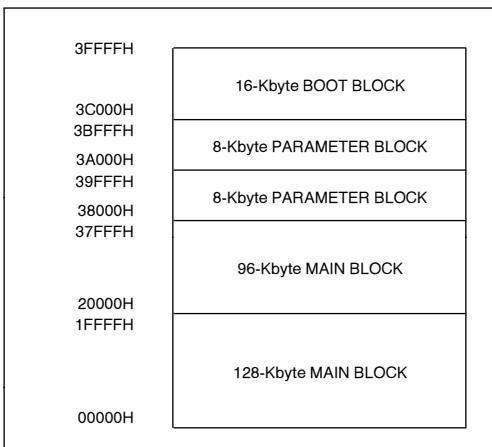 3FFFFH
16-Kbyte BOOT BLOCK
3C000H
3BFFFH
8-Kbyte PARAMETER BLOCK
3A000H
39FFFH
8-Kbyte PARAMETER BLOCK
38000H
37FFFH
96-Kbyte MAIN BLOCK
20000H
1FFFFH
128-Kbyte MAIN BLOCK
00000H